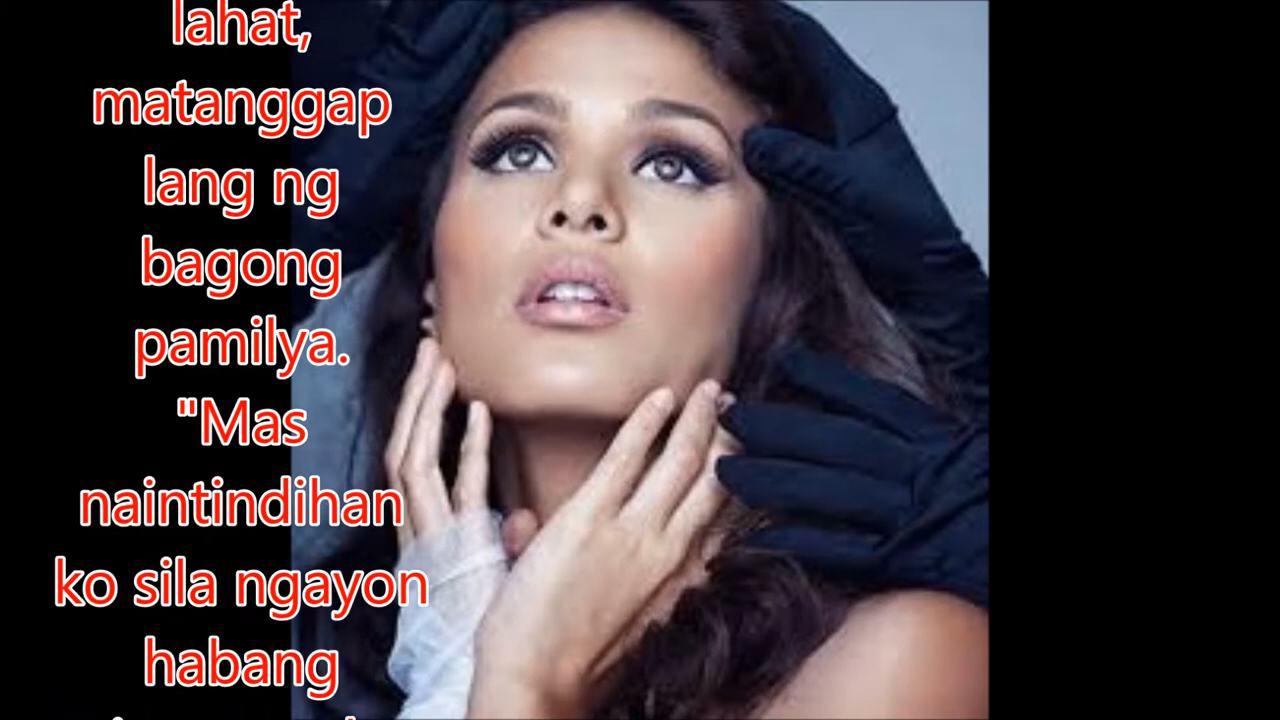 lahat,
matanggap
lang ng
bagong
pamilya.
"Mas
naintindihan
ko sila ngayon
habang